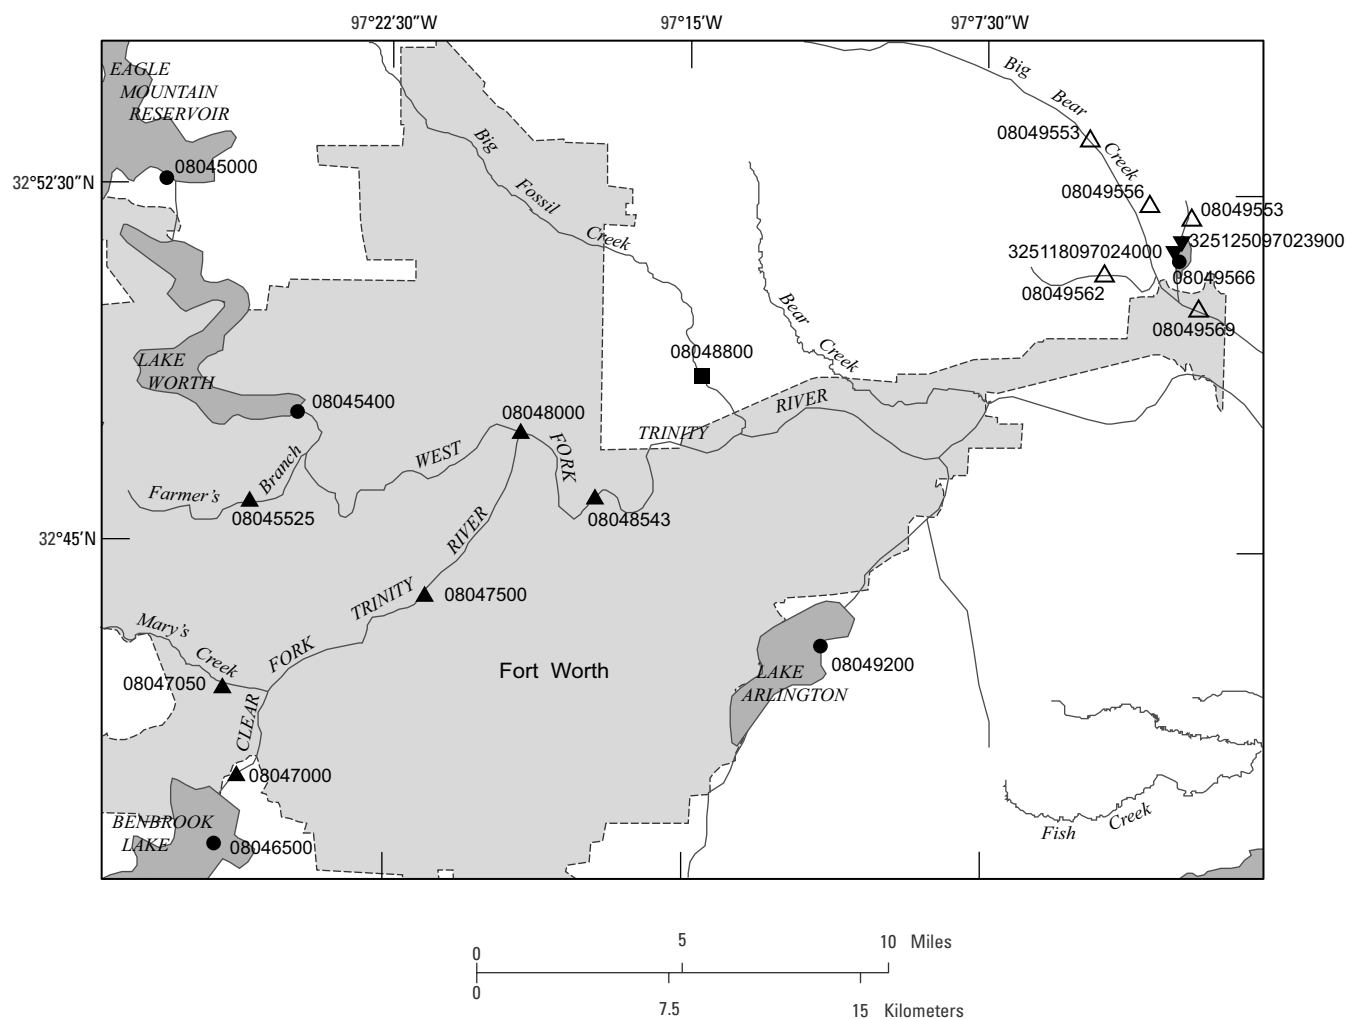 97°22'30"W
97°15'W
97°7'30"W
EAGLE
MOUNTAIN
RESERVOIR
08045000
32°52'30"N
Big
Fossil
Creek
Big
Bear
Creek
08049553
08049556
08049553
325125097023900
325118097024000
08049566
08049562
08049569
Bear
Creek
LAKE
WORTH
08045400
08048800
08048000
WEST
FORK
TRINITY
RIVER
Farmer's
Branch
08045525
08048543
32°45'N
RIVER
TRINITY
08047500
FORK
CLEAR
Mary's
Creek
08047050
Fort Worth
08049200
LAKE
ARLINGTON
08047000
BENBROOK
LAKE
08046500
Fish
Creek
0
5
10 Miles
0
7.5
15 Kilometers